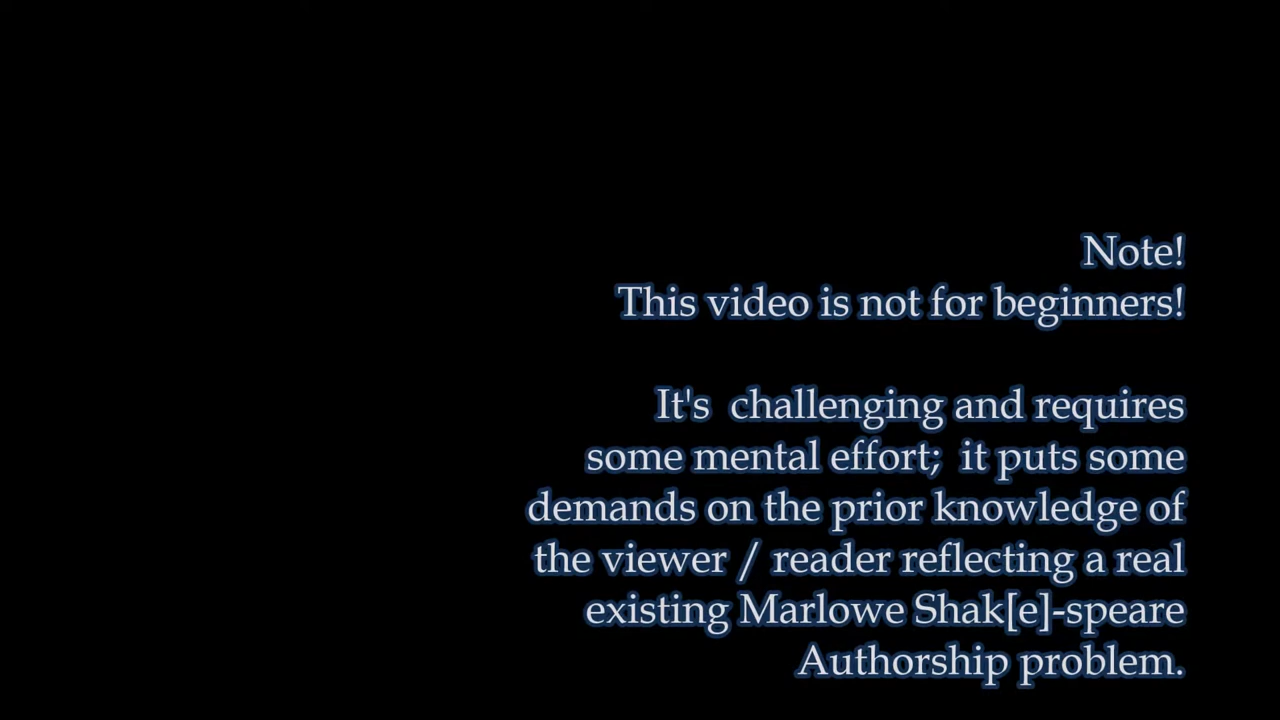 Note!
This video is not for beginners!
It's  challenging and requires
some mental effort;  it puts some
demands on the prior knowledge of
the viewer / reader reflecting a real
existing Marlowe Shak[e]-speare
Authorship problem.